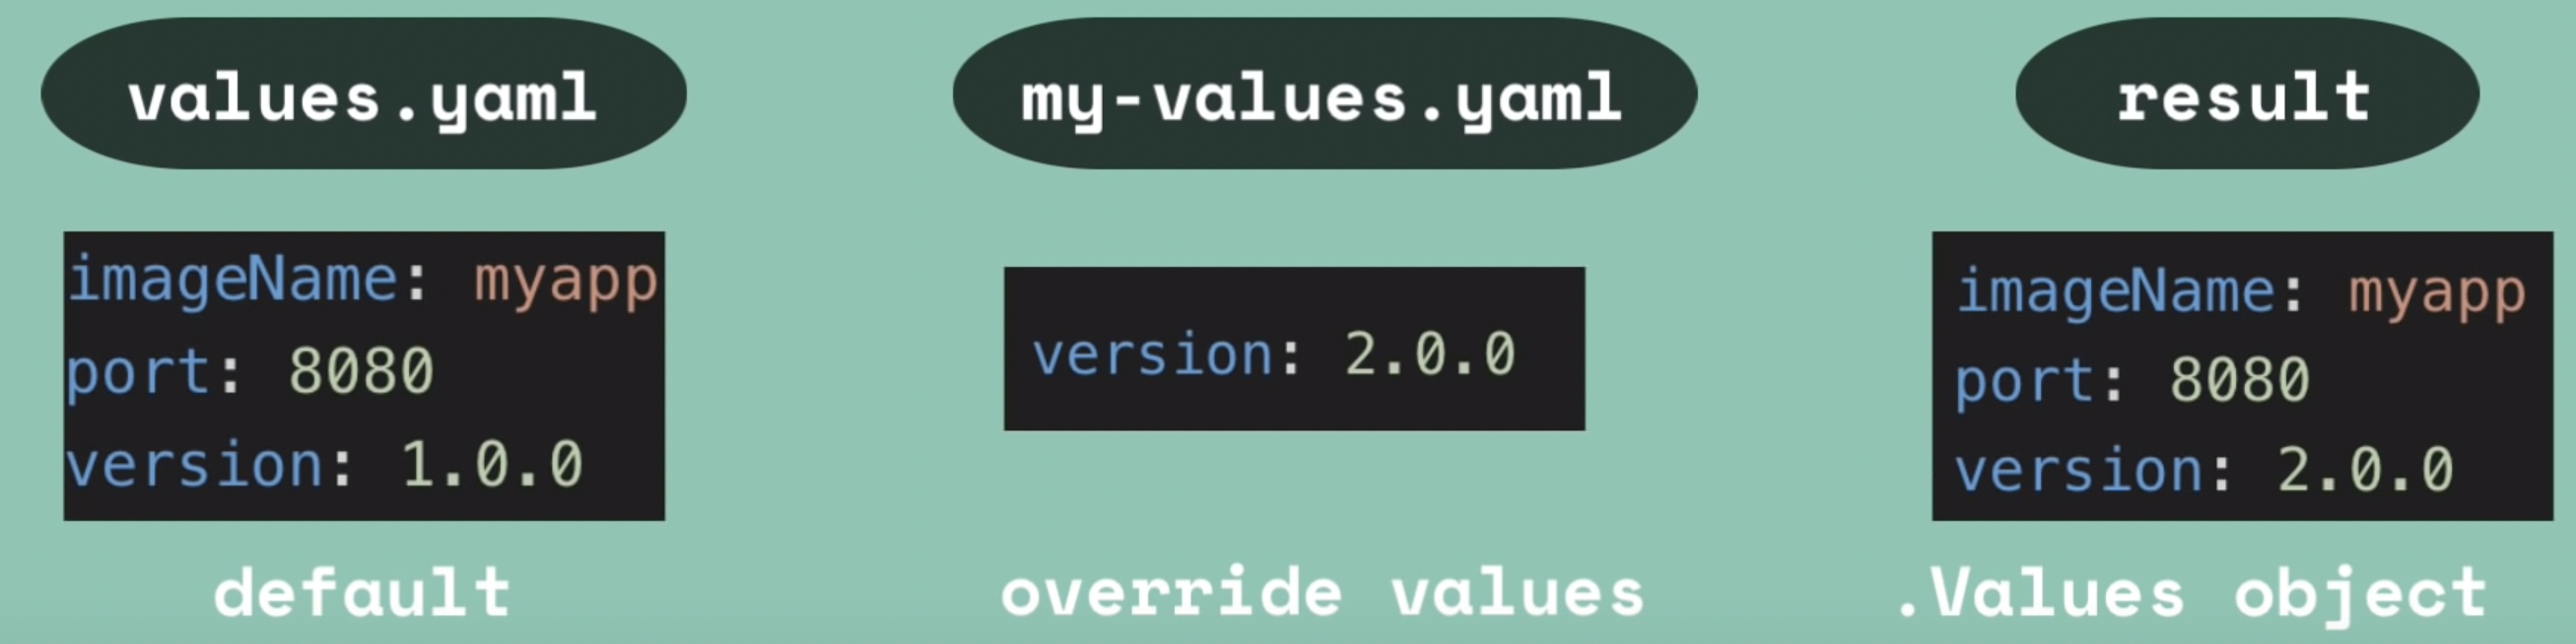 values.yaml
imageName: myapp
port: 8080
version: 1.0.0
default
my-values.yaml
version: 2.0.0
override values
result
imageName: myapp
port: 8080
version: 2.0.0
.Values object